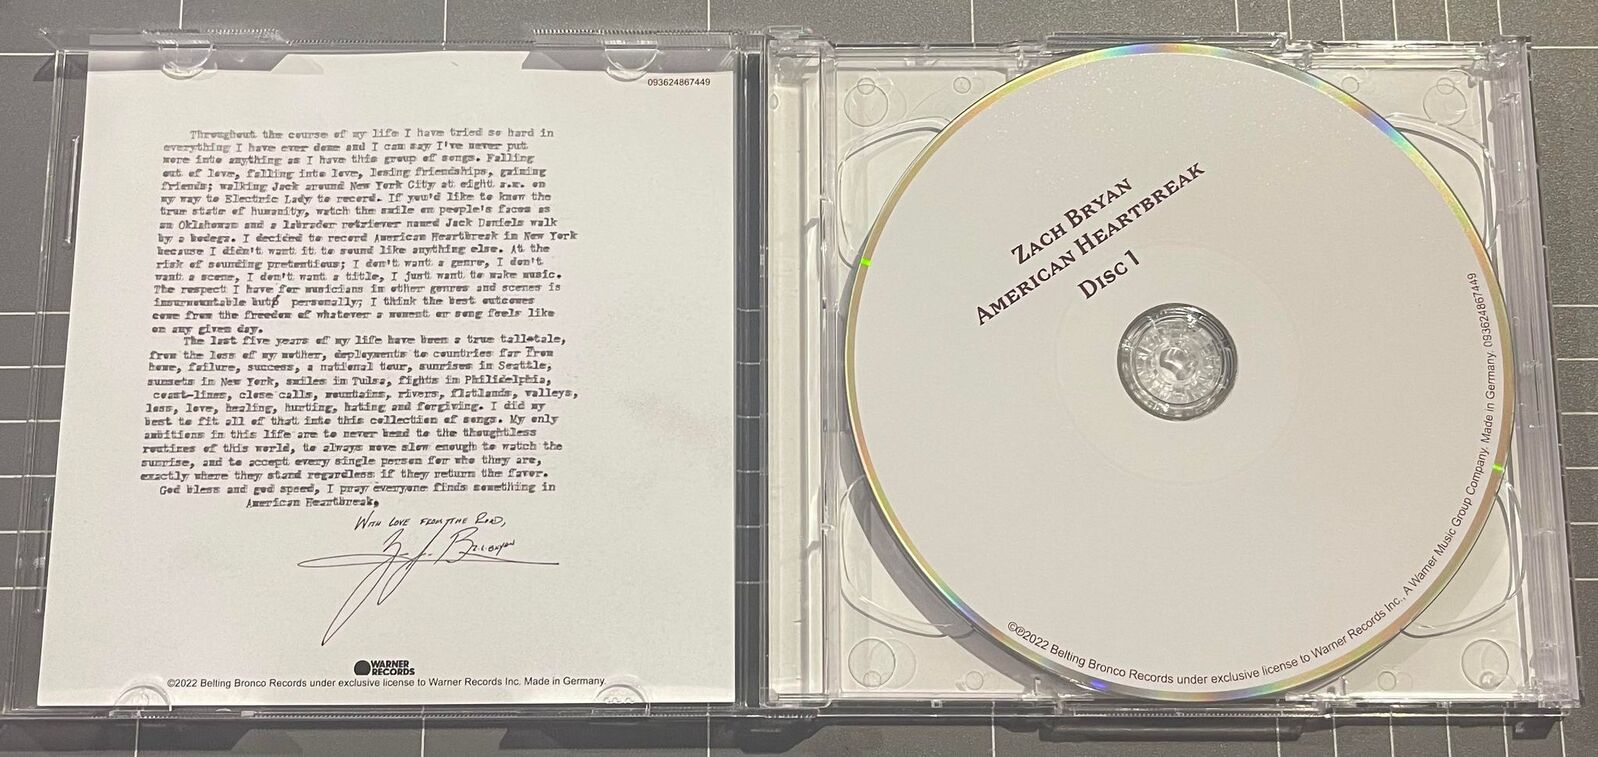 093624867449
Throughout the course of my life I have tried so hard in
everything I have ever done and I can say I've never put
more into anything as I have this group of songs. Falling
out of love, falling into love, losing friendships, gaining
friends; walking Jack around New York City at eight a.m. on
my way to Electric Lady to record. If you'd like to know the
true state of humanity, watch the smile on people's faces as
an Oklahoman and a labrador retriever named Jack Daniels walk
by a bodega. I decided to record American Heartbreak in New York
because I didn't want it to sound like anything else. At the
risk of sounding pretentious; I don't want a genre, I don't
want a scene, I don't want a title, I just want to make music.
The respect I have for musicians in other genres and scenes is
insurmountable but personally; I think the best outcomes
come from the freedom of whatever a moment or song feels like
on any given day.
The last five years of my life have been a true tall-tale,
from the loss of my mother, deployments to countries far from
home, failure, success, a national tour, sunrises in Seattle,
sunsets in New York, smiles in Tulsa, fights in Philidelphia,
coast-lines, close calls, mountains, rivers, flatlands, valleys,
loss, love, healing, hurting, hating and forgiving. I did my
best to fit all of that into this collection of songs. My only
ambitions in this life are to never bend to the thoughtless
routines of this world, to always move slow enough to watch the
sunrise, and to accept every single person for who they are,
exactly where they stand regardless if they return the favor.
God bless and god speed, I pray everyone finds something in
American Heartbreak,
With love from the Road,
Z.L. Bryan
WARNER
RECORDS
©2022 Belting Bronco Records under exclusive license to Warner Records Inc. Made in Germany.
Zach Bryan
American Heartbreak
Disc 1
©℗2022 Belting Bronco Records under exclusive license to Warner Records Inc., A Warner Music Group Company. Made in Germany. 093624867449